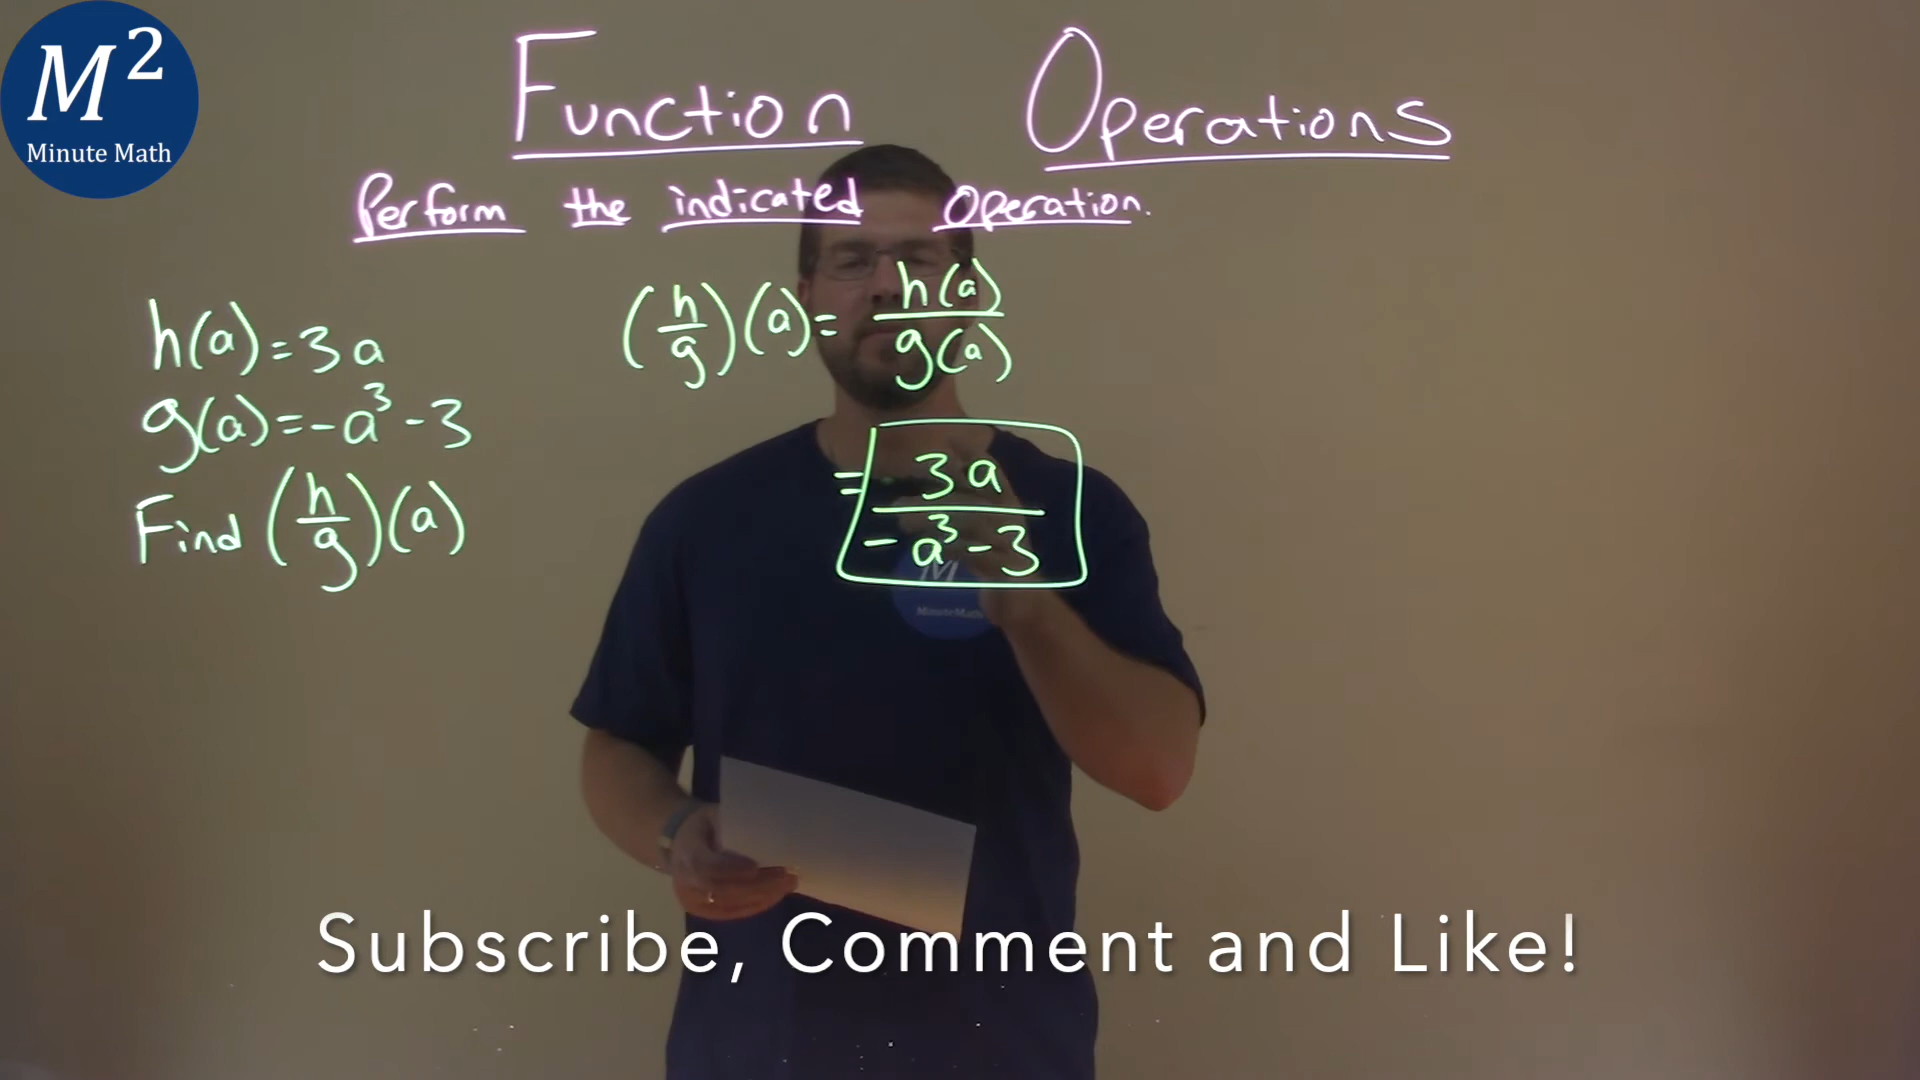 M²
Minute Math
Function Operations
Perform the indicated operation.
h(a)=3a
g(a)=-a³-3
Find (h/g)(a)
(h/g)(a)= h(a)/g(a)
= 3a/-a³-3
M
MinuteMath
Subscribe, Comment and Like!